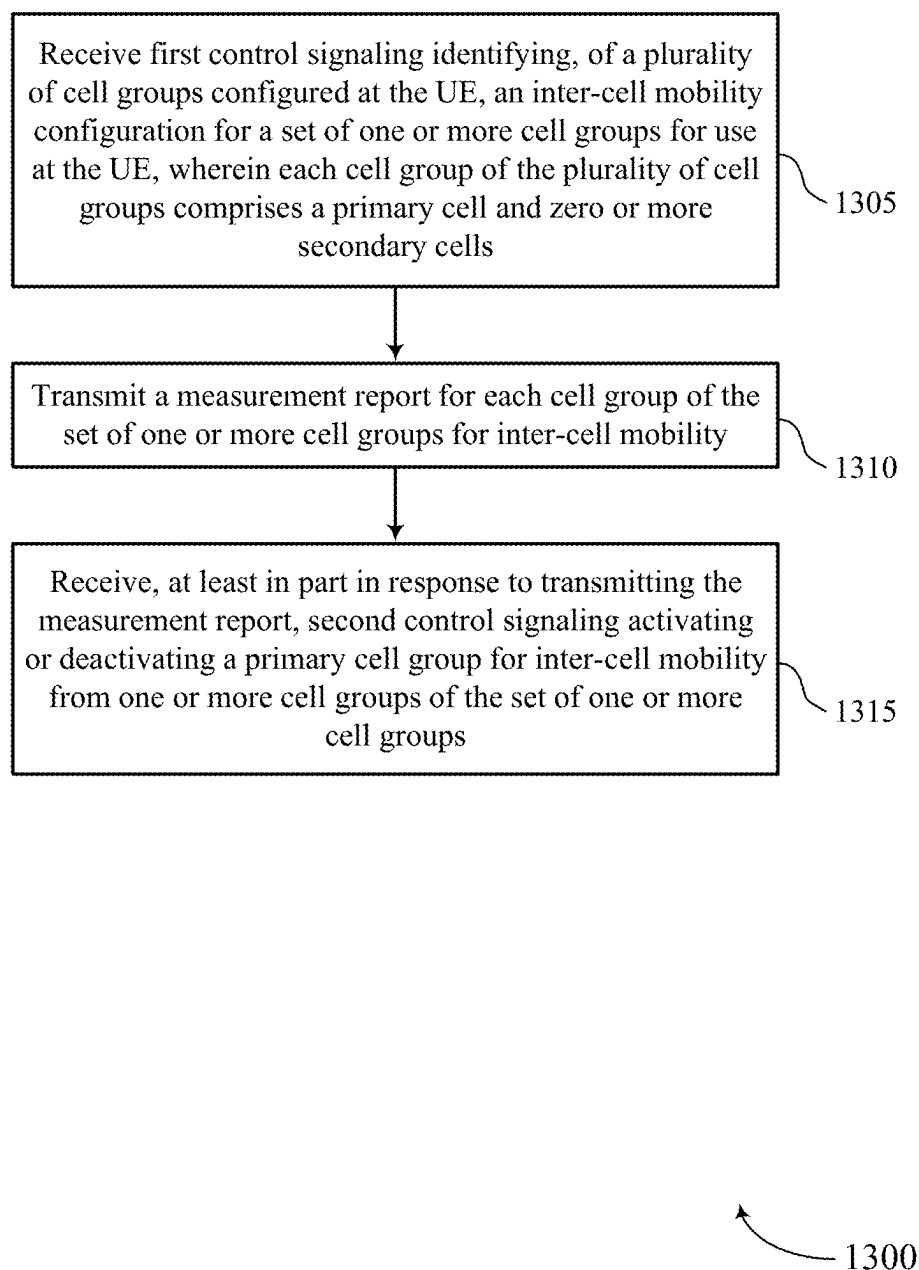 Receive first control signaling identifying, of a plurality
of cell groups configured at the UE, an inter-cell mobility
configuration for a set of one or more cell groups for use
at the UE, wherein each cell group of the plurality of cell
groups comprises a primary cell and zero or more
secondary cells
1305
Transmit a measurement report for each cell group of the
set of one or more cell groups for inter-cell mobility
1310
Receive, at least in part in response to transmitting the
measurement report, second control signaling activating
or deactivating a primary cell group for inter-cell mobility
from one or more cell groups of the set of one or more
cell groups
1315
1300